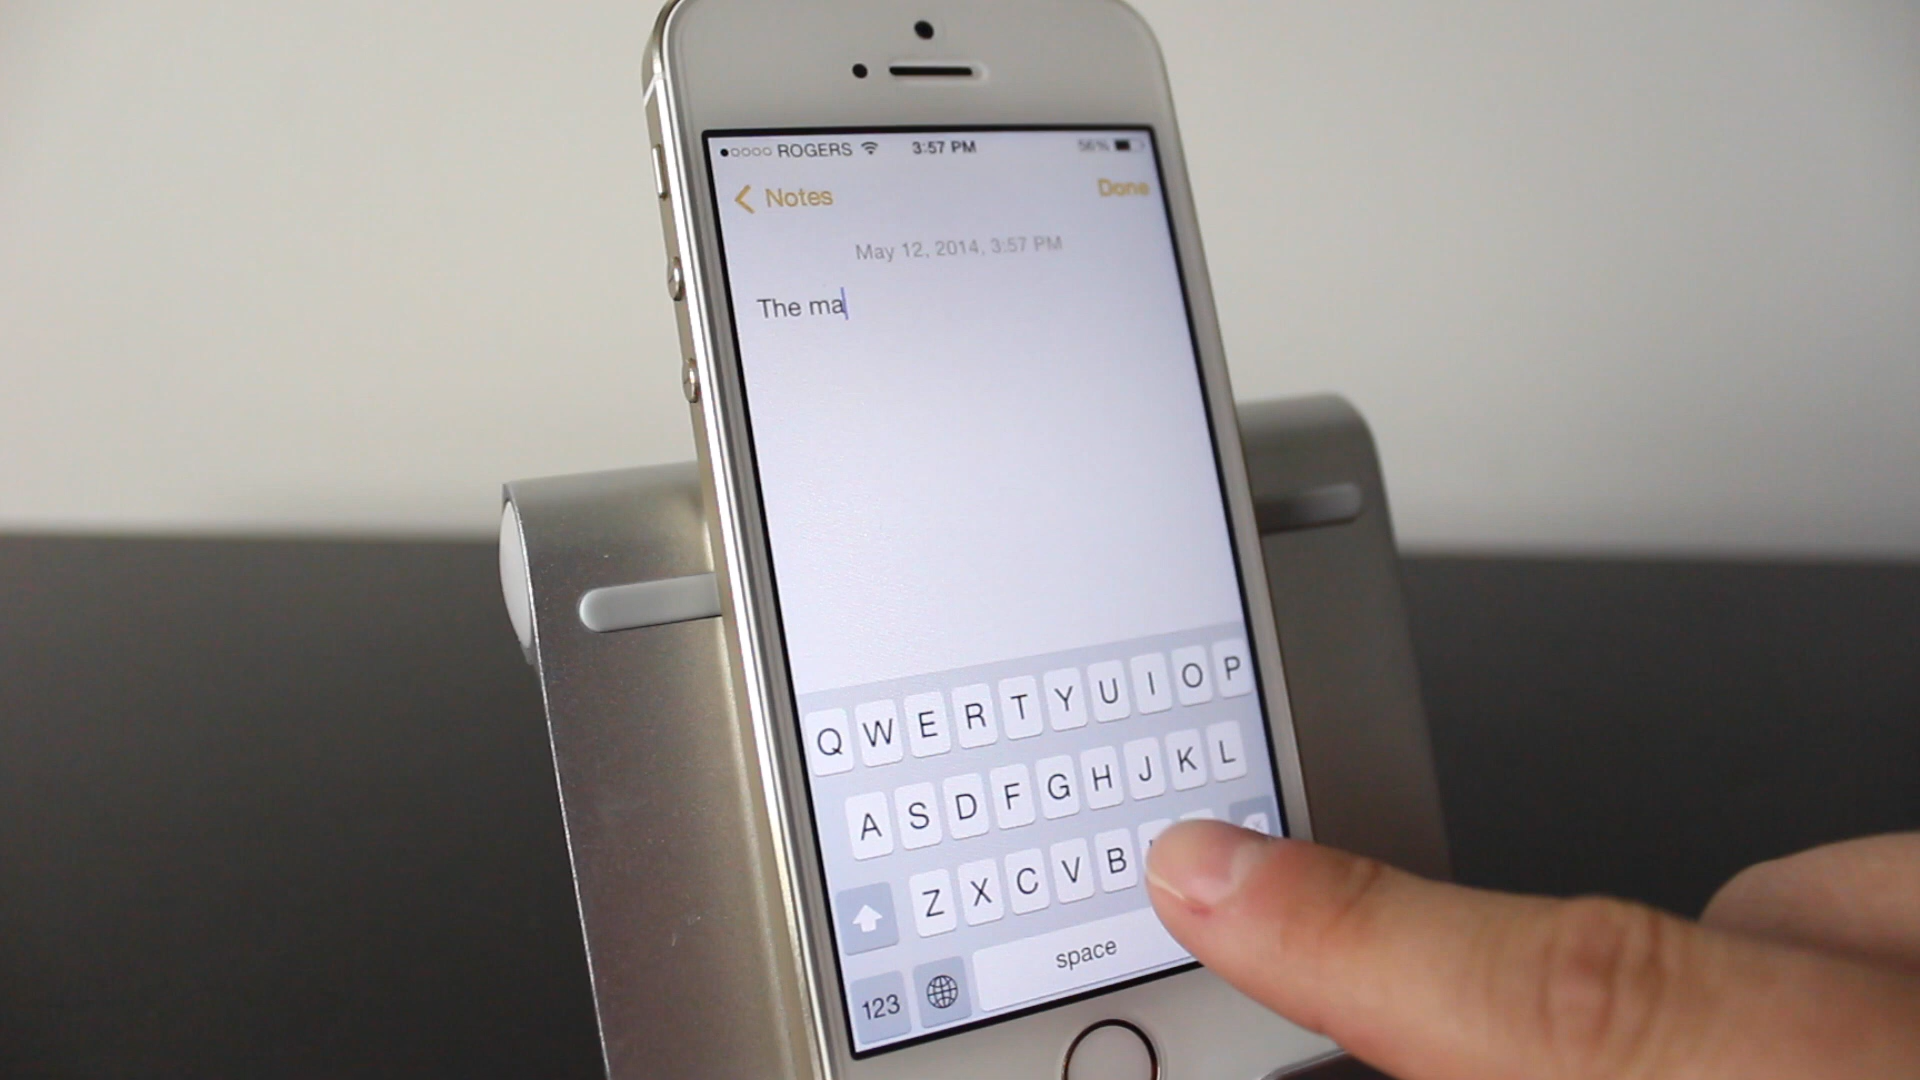 ROGERS 3:57 PM 56%
Notes Done
May 12, 2014, 3:57 PM
The ma
Q W E R T Y U I O P
A S D F G H J K L
Z X C V B
123 space